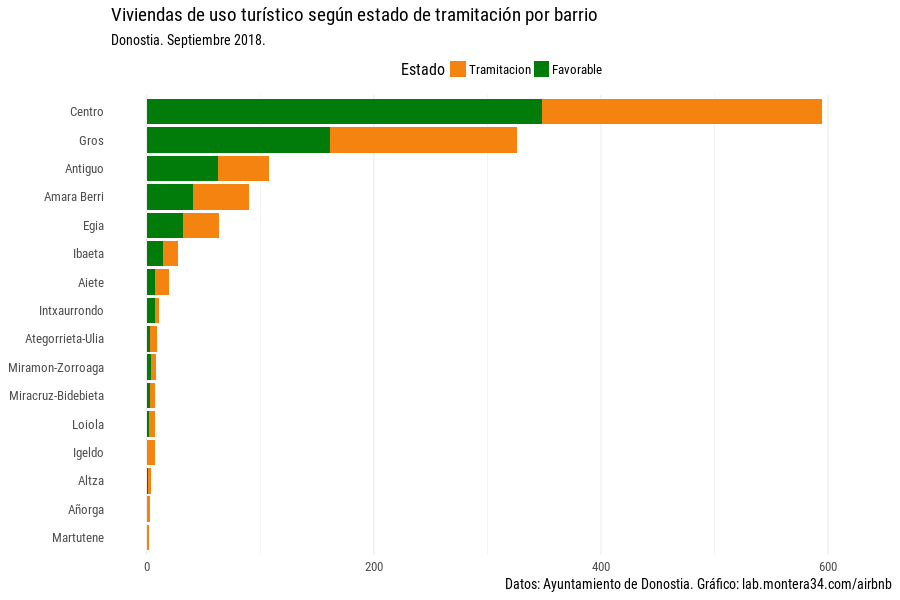 Viviendas de uso turístico según estado de tramitación por barrio
Donostia. Septiembre 2018.
Estado Tramitacion Favorable
Centro
Gros
Antiguo
Amara Berri
Egia
Ibaeta
Aiete
Intxaurrondo
Ategorrieta-Ulia
Miramon-Zorroaga
Miracruz-Bidebieta
Loiola
Igeldo
Altza
Añorga
Martutene
0 200 400 600
Datos: Ayuntamiento de Donostia. Gráfico: lab.montera34.com/airbnb